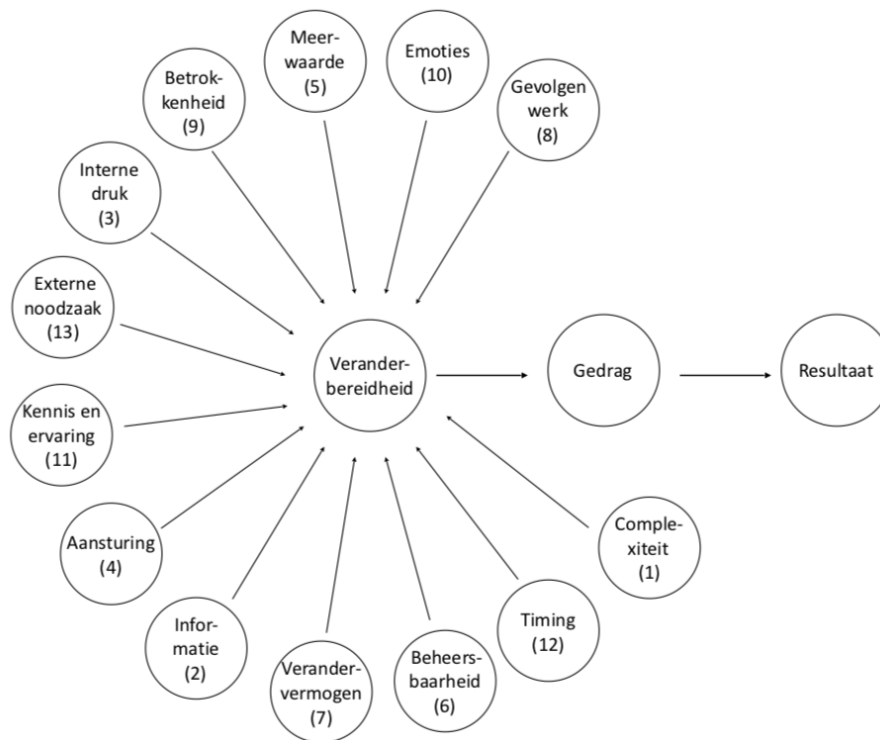 Meer-
waarde
(5)
Emoties
(10)
Gevolgen
werk
(8)
Betrok-
kenheid
(9)
Interne
druk
(3)
Externe
noodzaak
(13)
Kennis en
ervaring
(11)
Aansturing
(4)
Infor-
matie
(2)
Verander-
vermogen
(7)
Beheers-
baarheid
(6)
Timing
(12)
Comple-
xiteit
(1)
Verander-
bereidheid
Gedrag
Resultaat